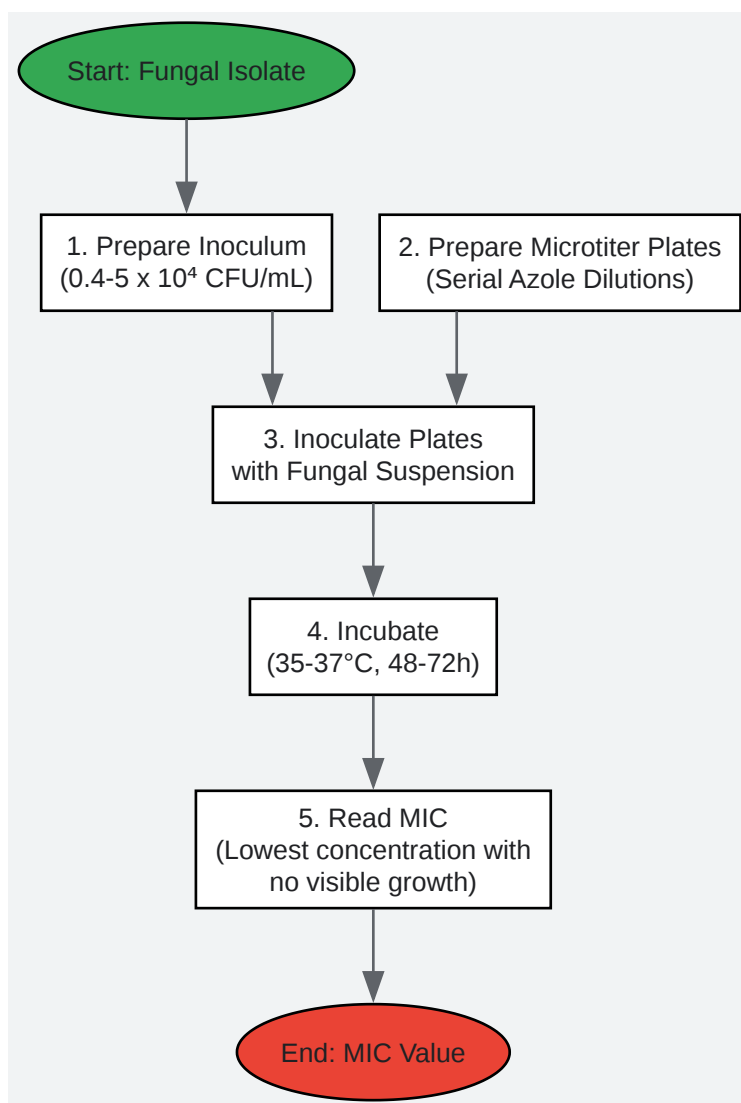 Start: Fungal Isolate
1. Prepare Inoculum
(0.4-5 x 10⁴ CFU/mL)
2. Prepare Microtiter Plates
(Serial Azole Dilutions)
3. Inoculate Plates
with Fungal Suspension
4. Incubate
(35-37°C, 48-72h)
5. Read MIC
(Lowest concentration with
no visible growth)
End: MIC Value